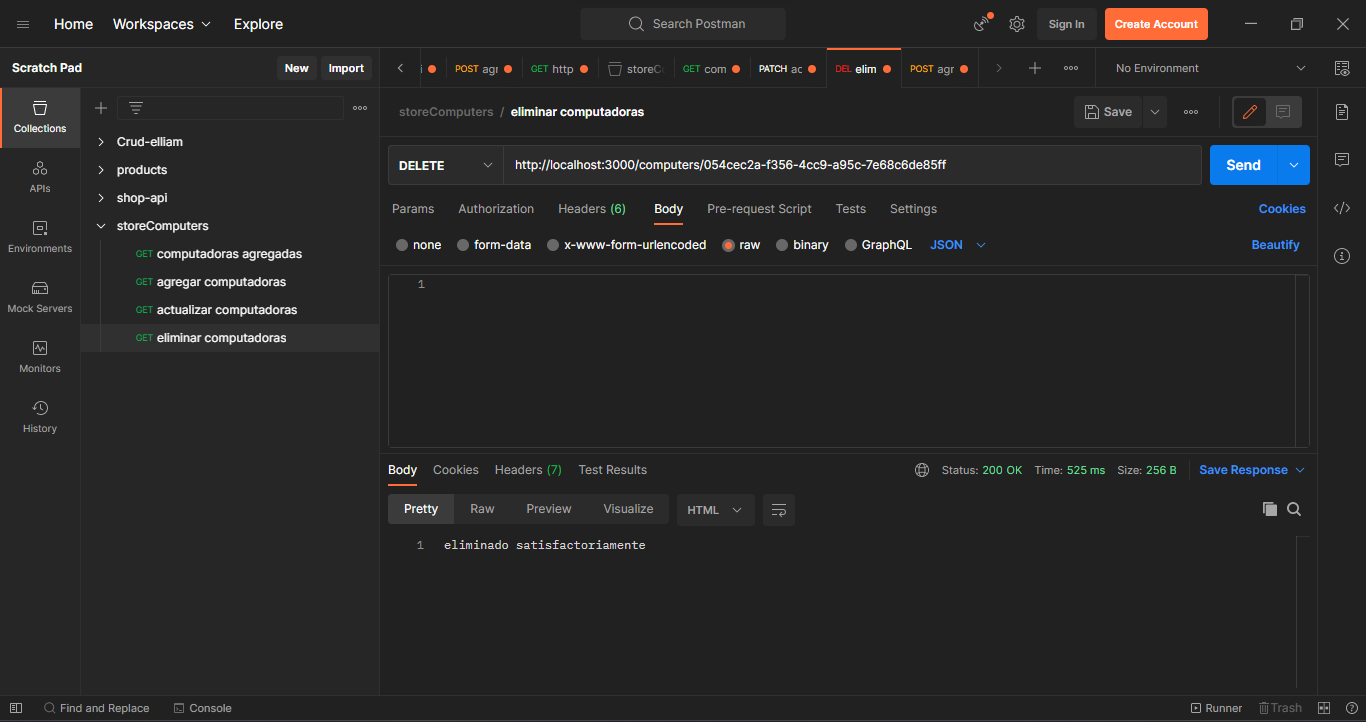 Home Workspaces Explore Search Postman Sign In Create Account
Scratch Pad New Import
POST agr GET http storeC GET com PATCH ac DEL elim POST agr No Environment
Collections
APIs
Environments
Mock Servers
Monitors
History
Crud-elliam
products
shop-api
storeComputers
GET computadoras agregadas
GET agregar computadoras
GET actualizar computadoras
GET eliminar computadoras
storeComputers / eliminar computadoras Save
DELETE http://localhost:3000/computers/054cec2a-f356-4cc9-a95c-7e68c6de85ff Send
Params Authorization Headers (6) Body Pre-request Script Tests Settings Cookies
none form-data x-www-form-urlencoded raw binary GraphQL JSON Beautify
1
Body Cookies Headers (7) Test Results Status: 200 OK Time: 525 ms Size: 256 B Save Response
Pretty Raw Preview Visualize HTML
1 eliminado satisfactoriamente
Find and Replace Console Runner Trash